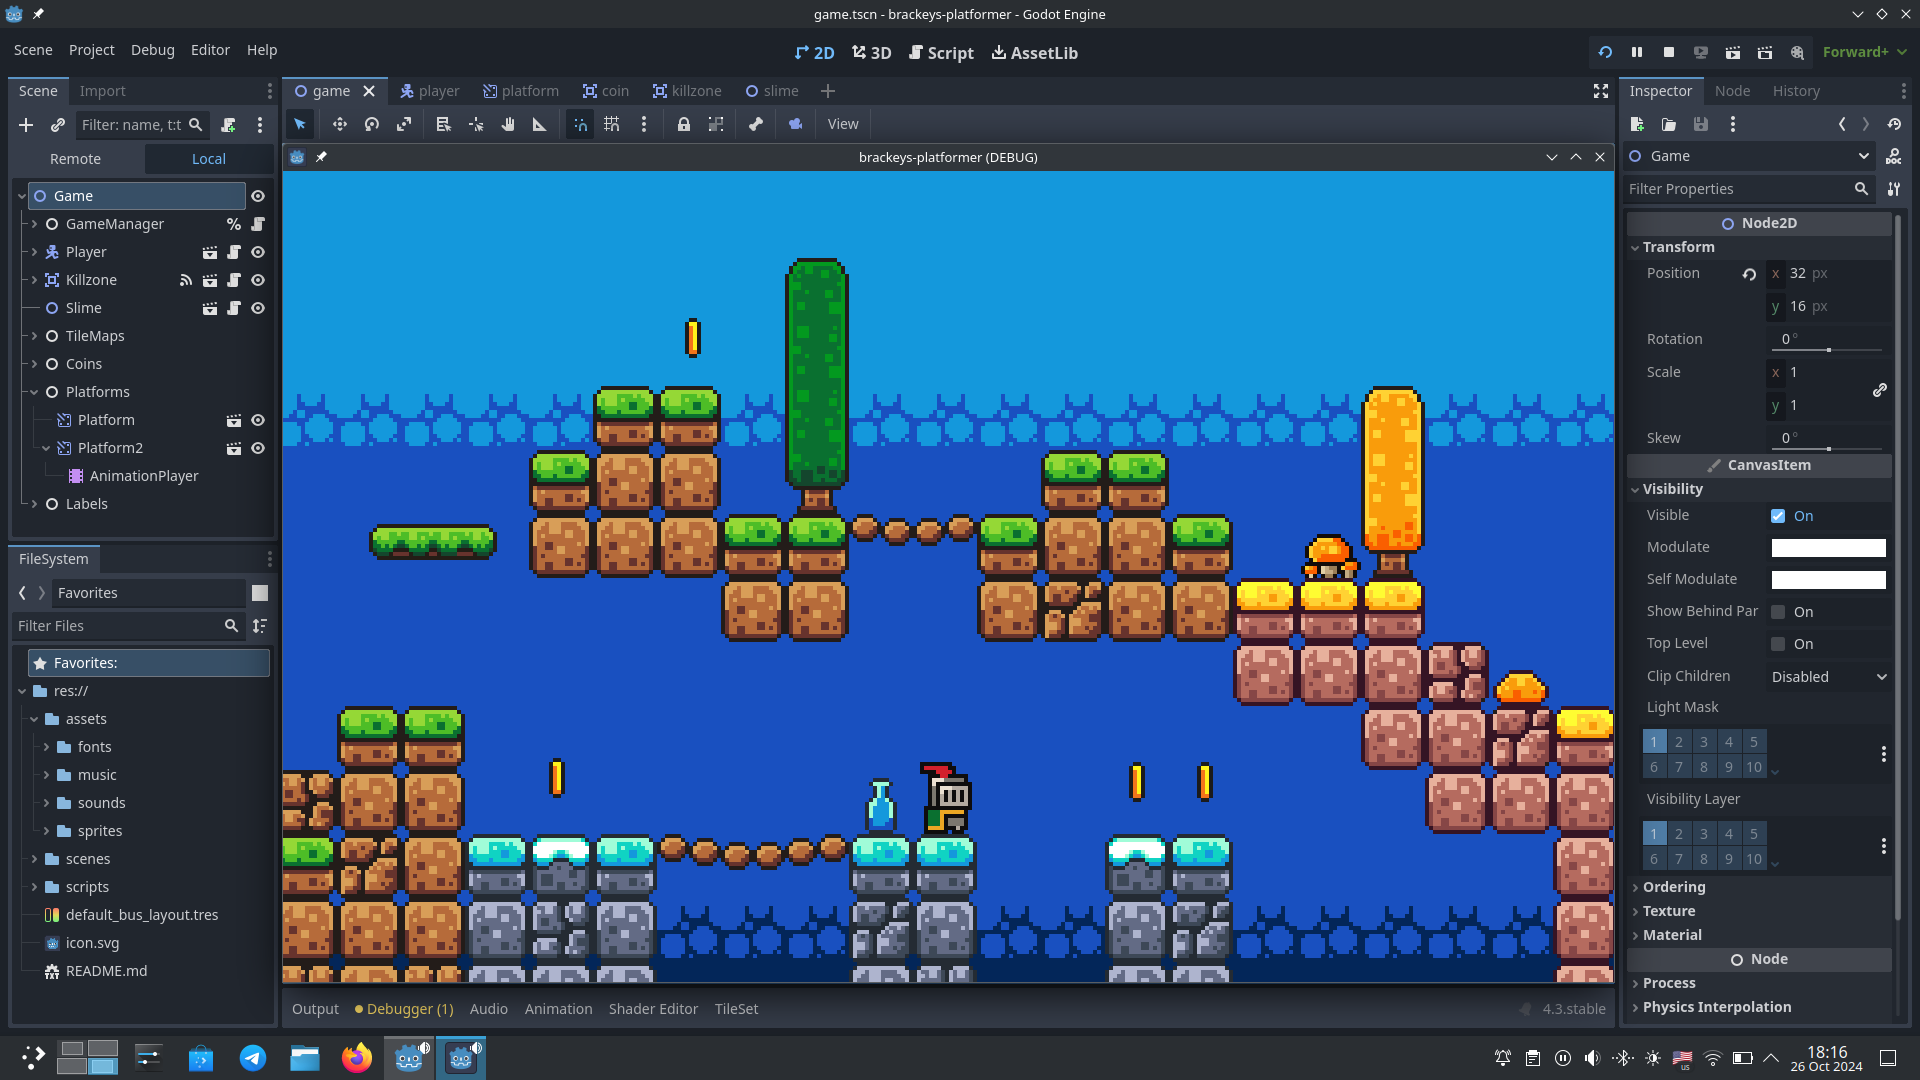 game.tscn - brackeys-platformer - Godot Engine
Scene Project Debug Editor Help
2D 3D Script AssetLib
Forward+
Scene Import
game player platform coin killzone slime
Inspector Node History
Filter: name, t:t
View
Remote Local
brackeys-platformer (DEBUG)
Game
Filter Properties
Game
GameManager
%
Player
Killzone
Slime
TileMaps
Coins
Platforms
Platform
Platform2
AnimationPlayer
Labels
FileSystem
Favorites
Filter Files
Favorites:
res://
assets
fonts
music
sounds
sprites
scenes
scripts
default_bus_layout.tres
icon.svg
README.md
Node2D
Transform
Position x 32 px
y 16 px
Rotation 0 °
Scale x 1
y 1
Skew 0 °
CanvasItem
Visibility
Visible On
Modulate
Self Modulate
Show Behind Par On
Top Level On
Clip Children Disabled
Light Mask
1 2 3 4 5
6 7 8 9 10
Visibility Layer
1 2 3 4 5
6 7 8 9 10
Ordering
Texture
Material
Node
Process
Physics Interpolation
Output Debugger (1) Audio Animation Shader Editor TileSet
4.3.stable
us
18:16
26 Oct 2024